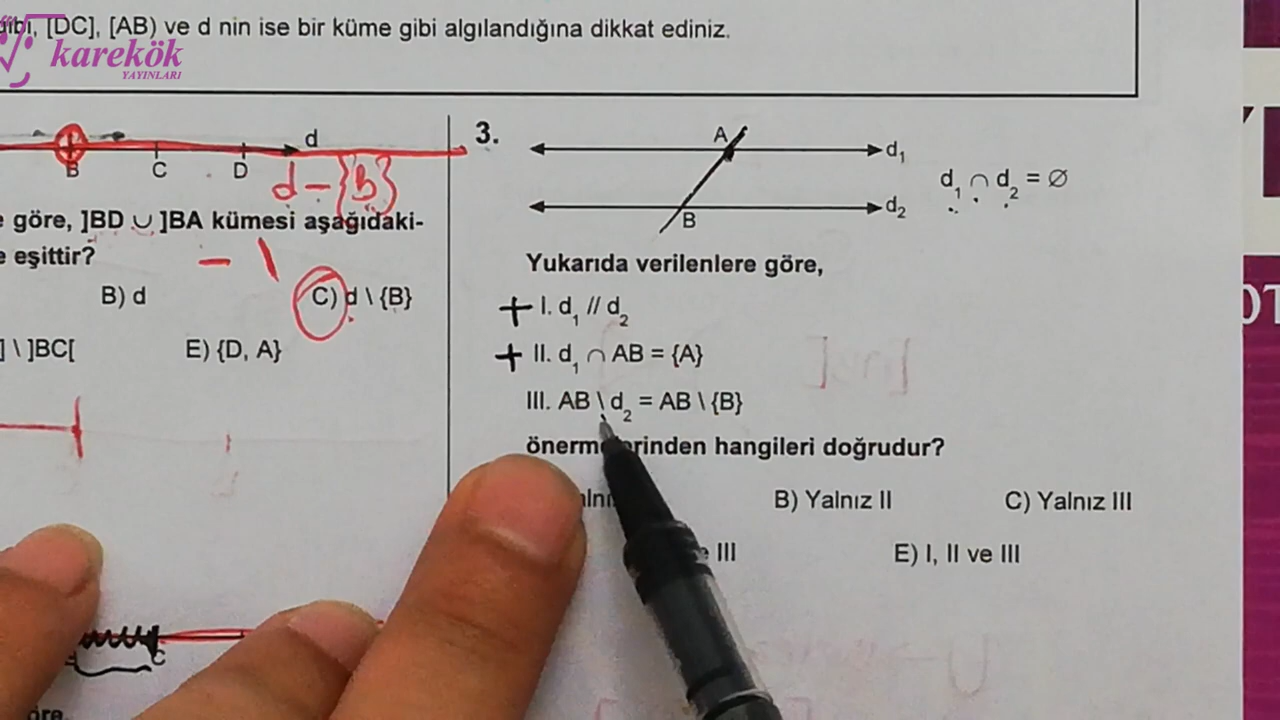 gibi, [DC], [AB) ve d nin ise bir küme gibi algılandığına dikkat ediniz.
karekök
YAYINLARI
d
B C D
d - {B}
göre, ]BD ∪ ]BA kümesi aşağıdaki-
eşittir?
B) d
C) d \ {B}
] \ ]BC[
E) {D, A}
C
göre
3.
A
d₁
d₂
B
d₁ ∩ d₂ = ∅
Yukarıda verilenlere göre,
+ I. d₁ // d₂
+ II. d₁ ∩ AB = {A}
III. AB \ d₂ = AB \ {B}
hangileri doğrudur?
B) Yalnız II
C) Yalnız III
III
E) I, II ve III